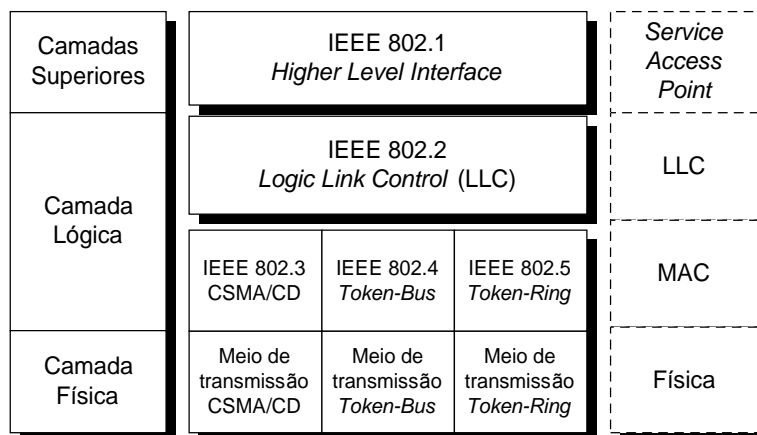 Camadas
Superiores
IEEE 802.1
Higher Level Interface
Service
Access
Point
Camada
Lógica
IEEE 802.2
Logic Link Control (LLC)
LLC
IEEE 802.3
CSMA/CD
IEEE 802.4
Token-Bus
IEEE 802.5
Token-Ring
MAC
Camada
Física
Meio de
transmissão
CSMA/CD
Meio de
transmissão
Token-Bus
Meio de
transmissão
Token-Ring
Física